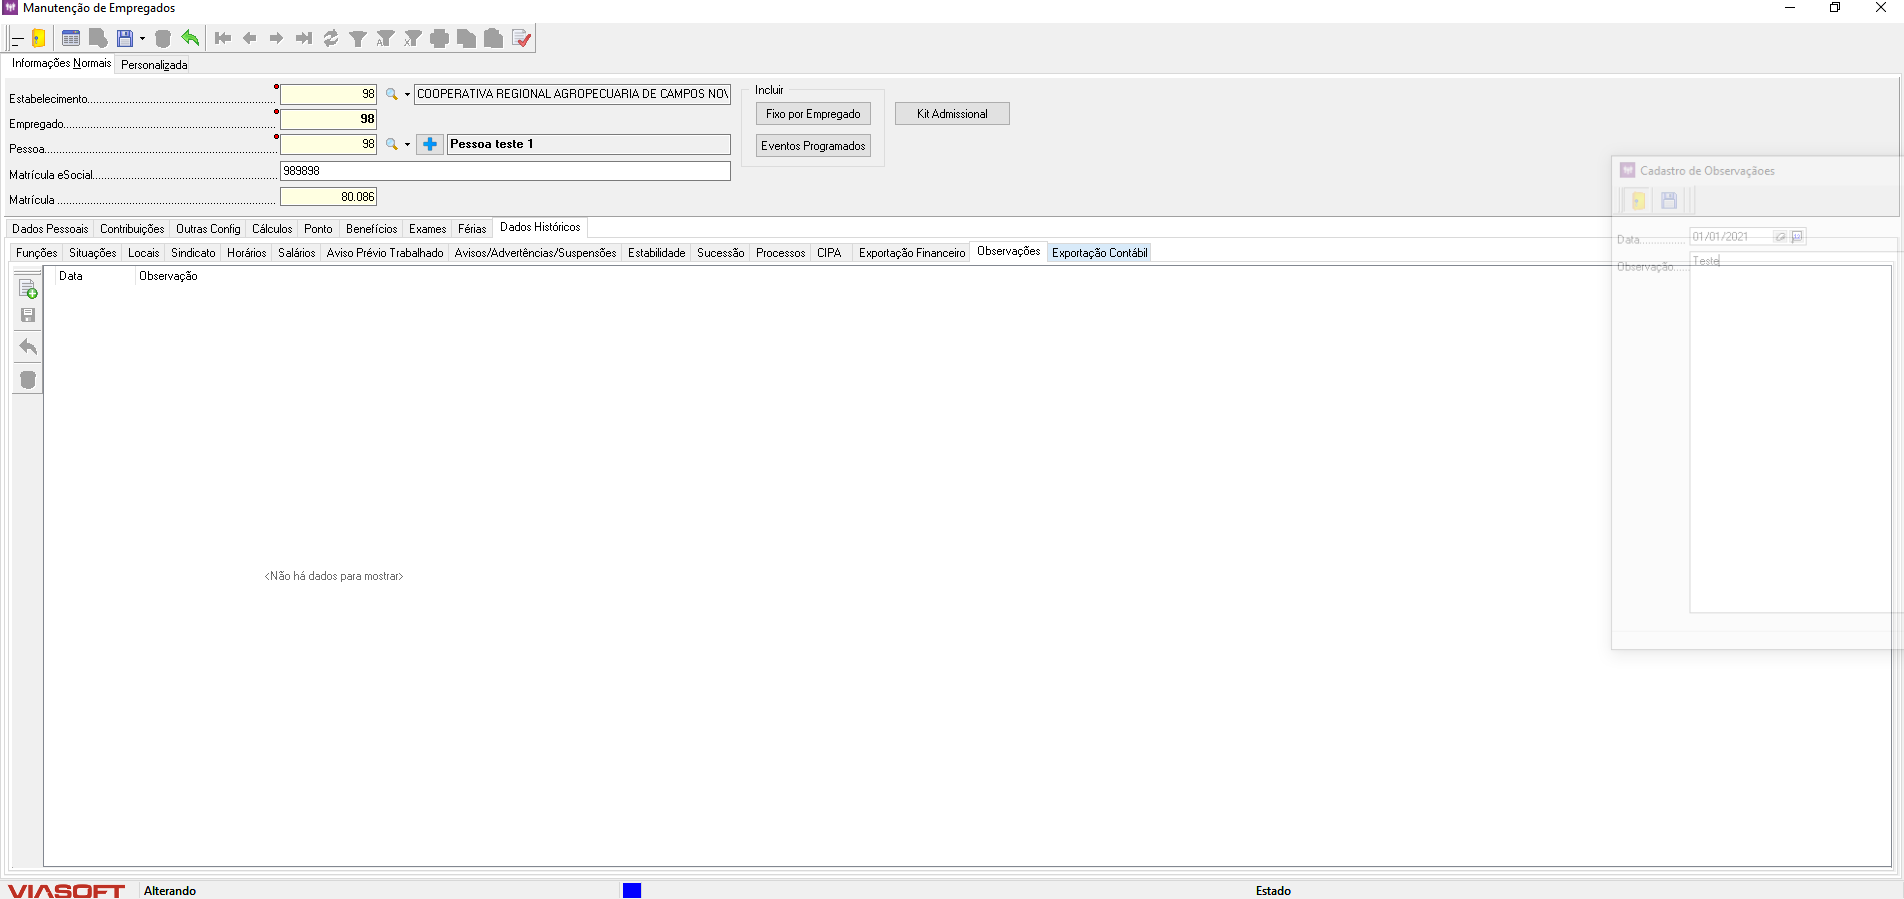 Manutenção de Empregados
Informações Normais Personalizada
Estabelecimento 98 COOPERATIVA REGIONAL AGROPECUARIA DE CAMPOS NOV
Empregado 98
Pessoa 98 Pessoa teste 1
Matrícula eSocial 989898
Matrícula 80.086
Incluir
Fixo por Empregado
Eventos Programados
Kit Admissional
Dados Pessoais Contribuições Outras Config Cálculos Ponto Benefícios Exames Férias Dados Históricos
Funções Situações Locais Sindicato Horários Salários Aviso Prévio Trabalhado Avisos/Advertências/Suspensões Estabilidade Sucessão Processos CIPA Exportação Financeiro Observações Exportação Contábil
Data Observação
<Não há dados para mostrar>
Cadastro de Observaçãoes
Data 01/01/2021
Observação Teste
VIASOFT Alterando Estado